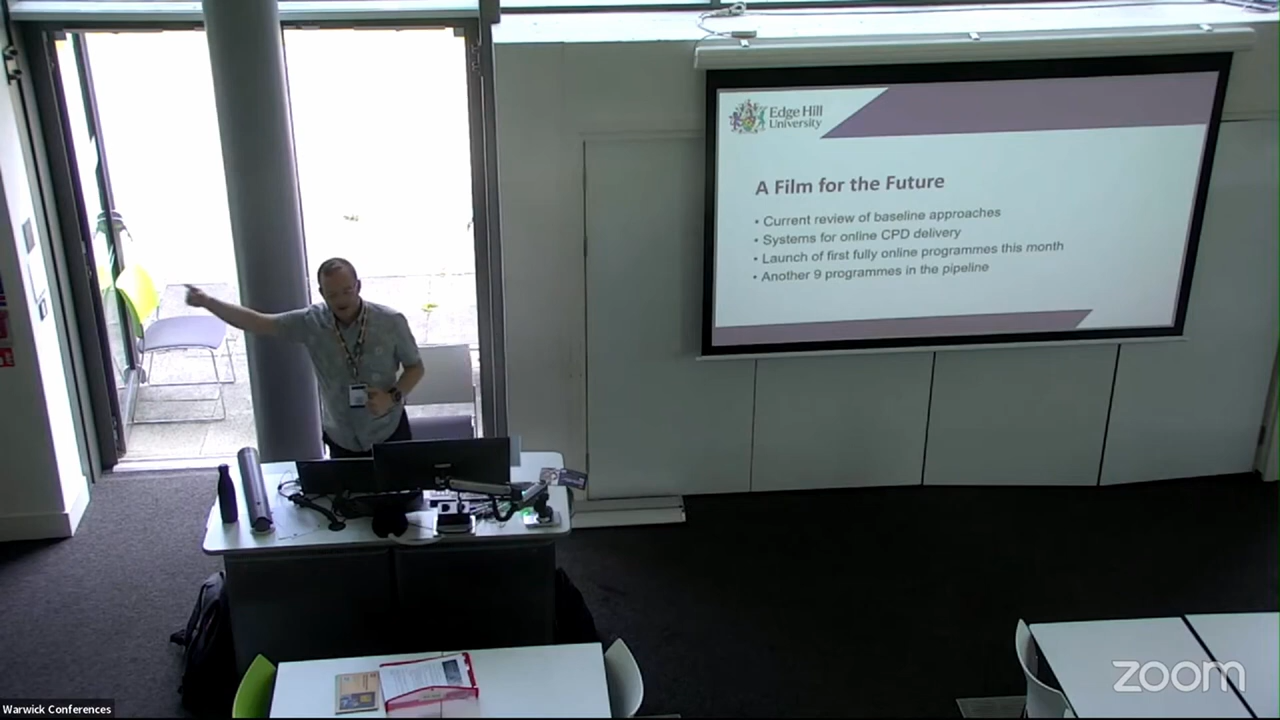 Edge Hill
University
A Film for the Future
• Current review of baseline approaches
• Systems for online CPD delivery
• Launch of first fully online programmes this month
• Another 9 programmes in the pipeline
zoom
Warwick Conferences